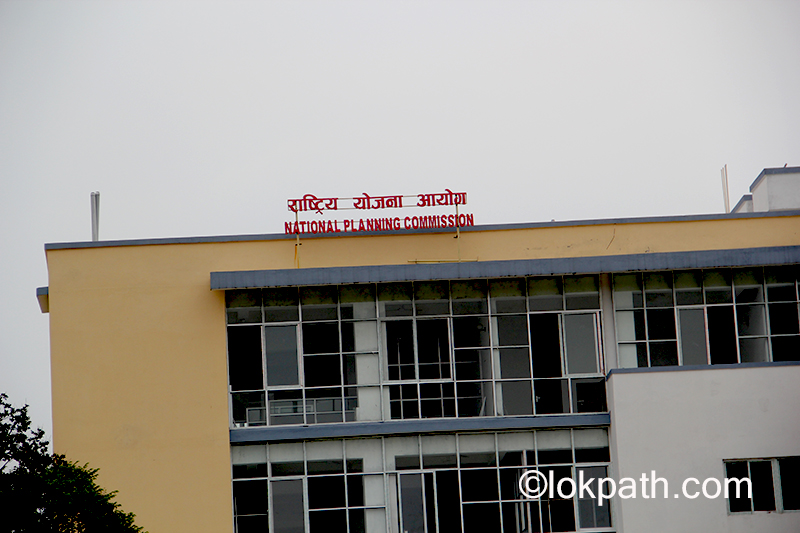 राष्ट्रिय योजना आयोग
NATIONAL PLANNING COMMISSION
©lokpath.com